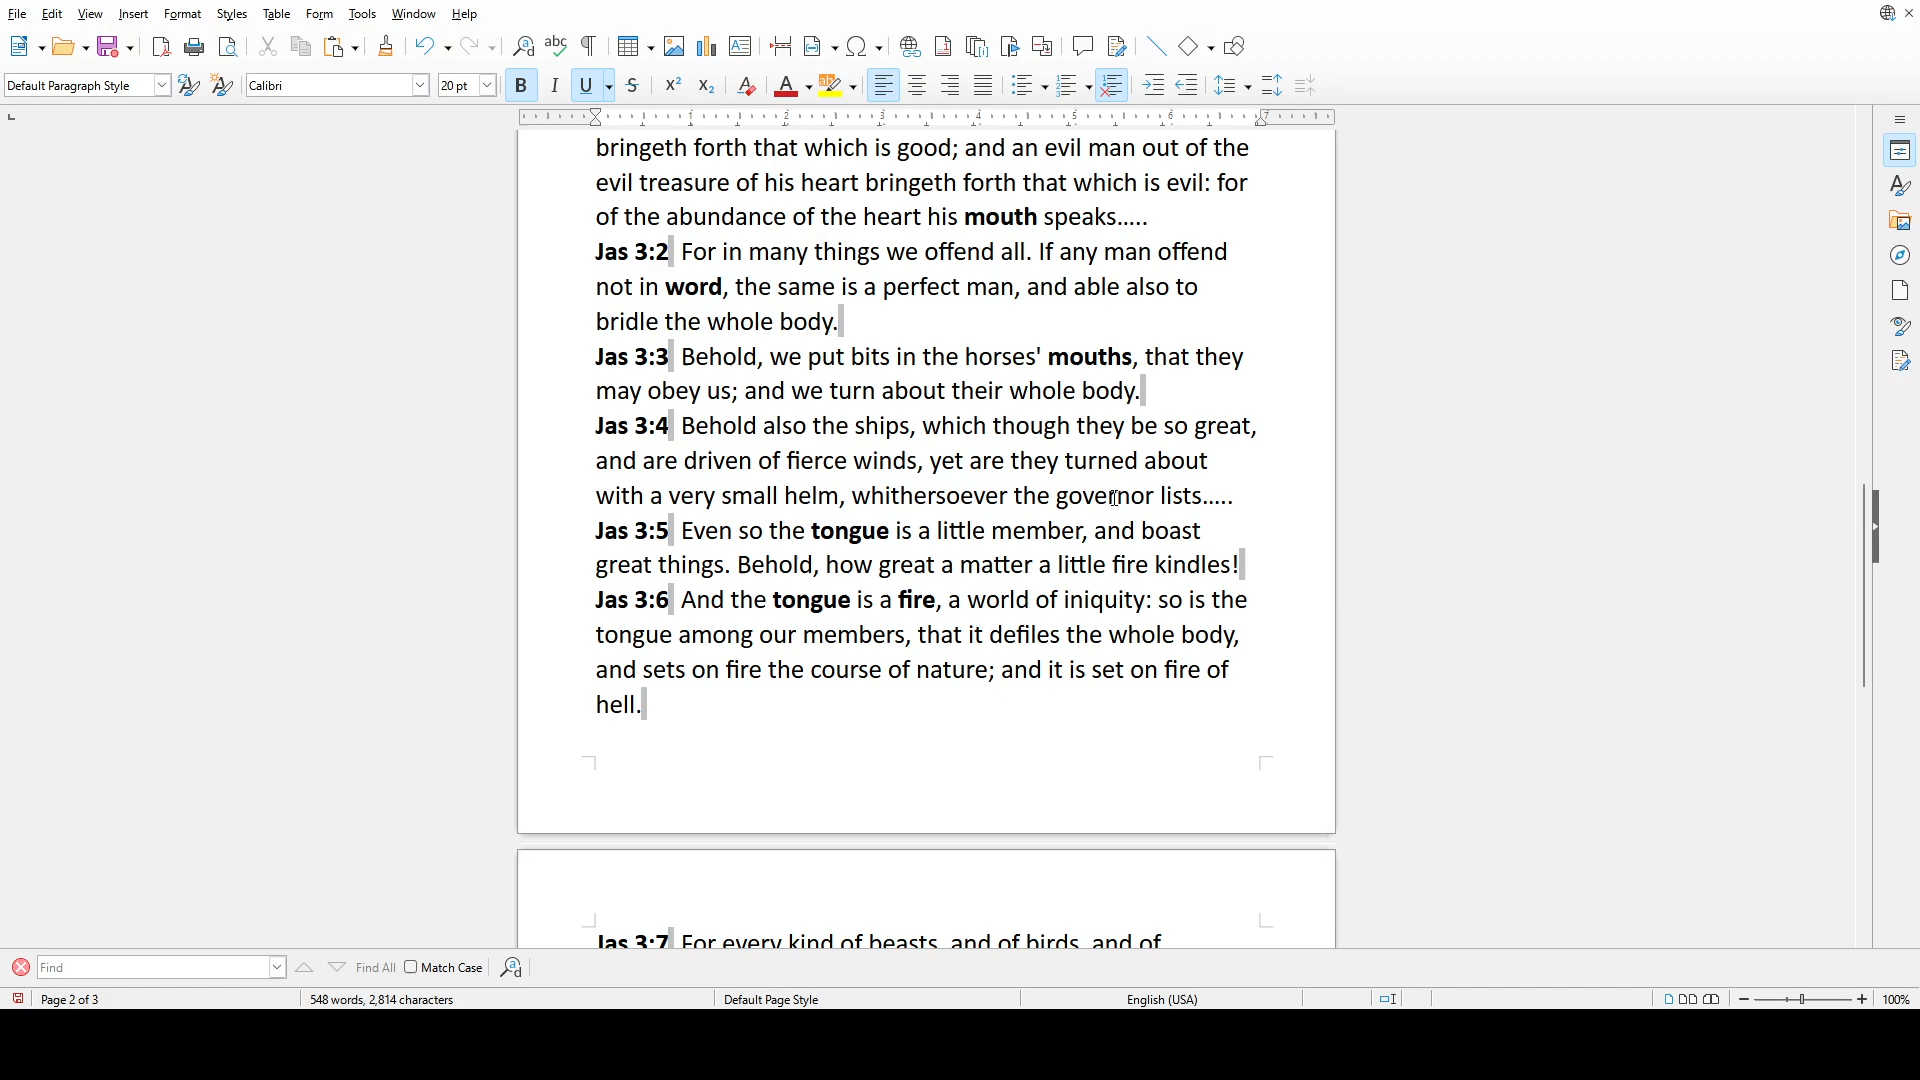 File Edit View Insert Format Styles Table Form Tools Window Help
Default Paragraph Style Calibri 20 pt
1 2 3 4 5 6 7
bringeth forth that which is good; and an evil man out of the
evil treasure of his heart bringeth forth that which is evil: for
of the abundance of the heart his mouth speaks.....
Jas 3:2 For in many things we offend all. If any man offend
not in word, the same is a perfect man, and able also to
bridle the whole body.
Jas 3:3 Behold, we put bits in the horses' mouths, that they
may obey us; and we turn about their whole body.
Jas 3:4 Behold also the ships, which though they be so great,
and are driven of fierce winds, yet are they turned about
with a very small helm, whithersoever the governor lists.....
Jas 3:5 Even so the tongue is a little member, and boast
great things. Behold, how great a matter a little fire kindles!
Jas 3:6 And the tongue is a fire, a world of iniquity: so is the
tongue among our members, that it defiles the whole body,
and sets on fire the course of nature; and it is set on fire of
hell.
Jas 3:7 For every kind of beasts, and of birds, and of
Find Find All Match Case
Page 2 of 3 548 words, 2,814 characters Default Page Style English (USA) 100%